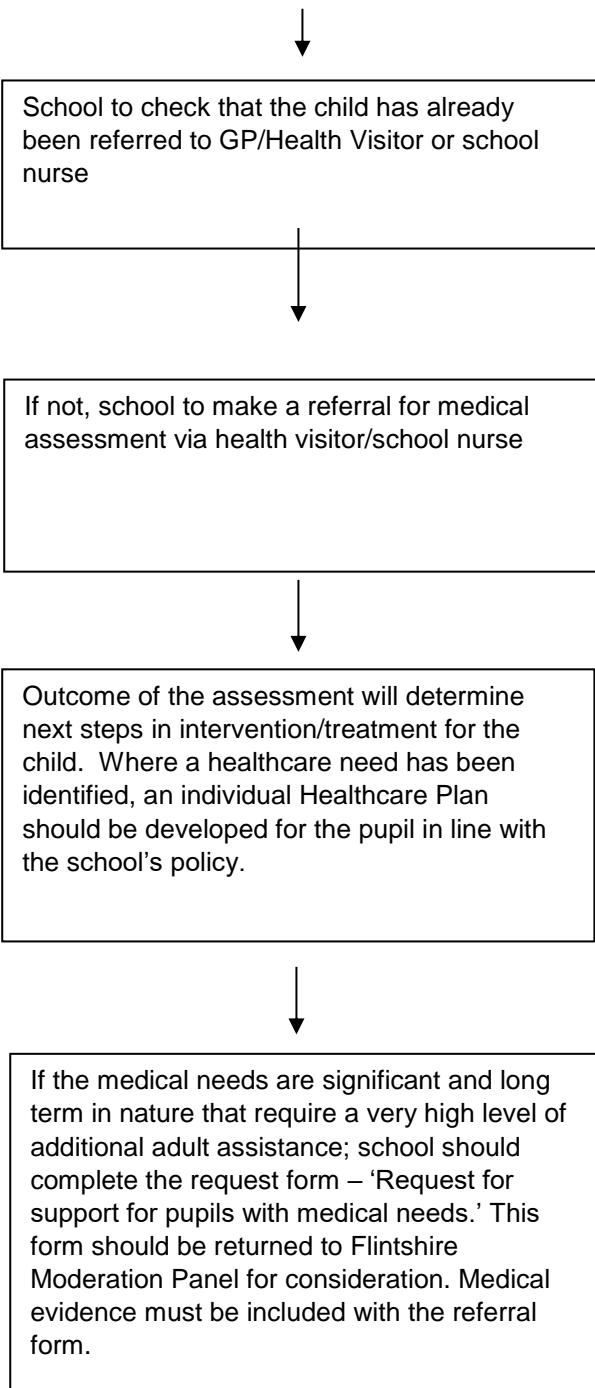 School to check that the child has already
been referred to GP/Health Visitor or school
nurse
If not, school to make a referral for medical
assessment via health visitor/school nurse
Outcome of the assessment will determine
next steps in intervention/treatment for the
child.  Where a healthcare need has been
identified, an individual Healthcare Plan
should be developed for the pupil in line with
the school’s policy.
If the medical needs are significant and long
term in nature that require a very high level of
additional adult assistance; school should
complete the request form – ‘Request for
support for pupils with medical needs.’ This
form should be returned to Flintshire
Moderation Panel for consideration. Medical
evidence must be included with the referral
form.